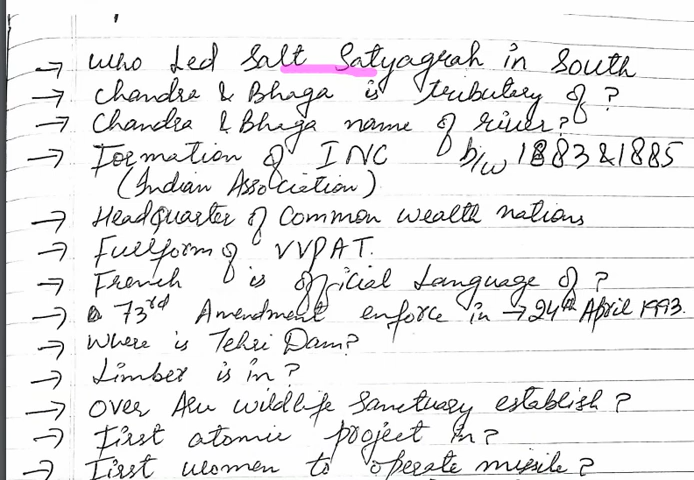 → Who Led Salt Satyagrah in South
→ Chandra & Bhaga is tributary of ?
→ Chandra & Bhaga name of river?
→ Formation of INC b/w 1883 & 1885
(Indian Association)
→ Headquarter of Common wealth nations
→ Fullform of VVPAT.
→ French is official Language of ?
→ 73rd Amendment enforce in → 24th April 1993.
→ Where is Tehri Dam?
→ Limber is in ?
→ Over Aru wildlife Sanctuary establish ?
→ First atomic project in?
→ First women to operate missile ?